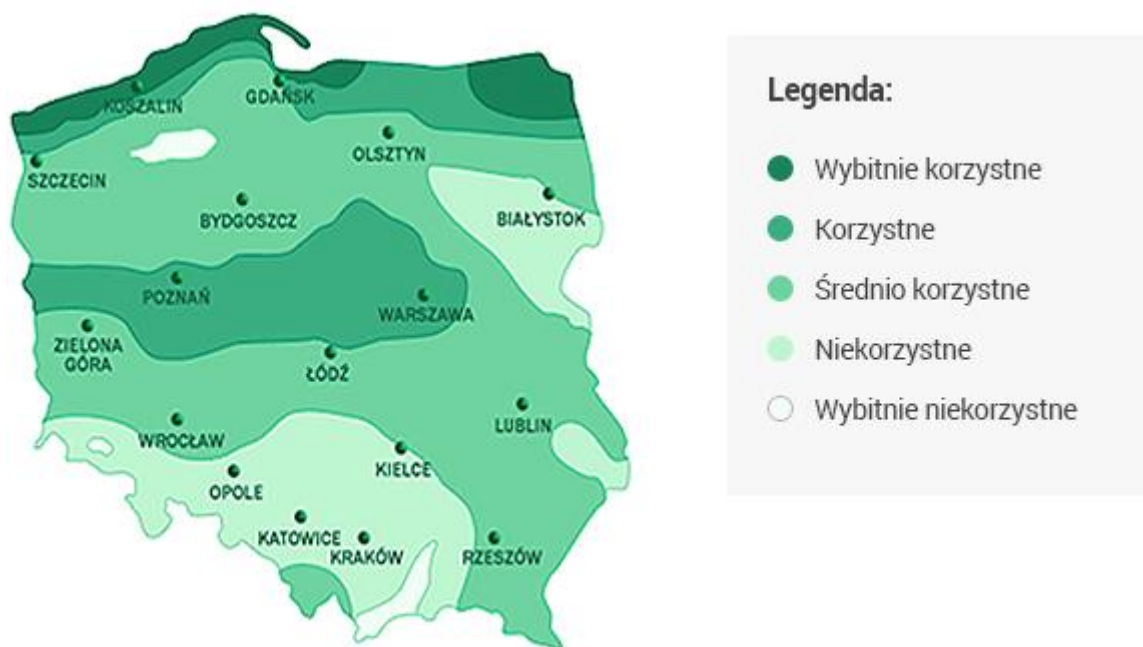 KOSZALIN
GDAŃSK
OLSZTYN
SZCZECIN
BYDGOSZCZ
BIAŁYSTOK
POZNAŃ
WARSZAWA
ZIELONA
GÓRA
ŁÓDŹ
WROCŁAW
LUBLIN
KIELCE
OPOLE
KATOWICE
KRAKÓW
RZESZÓW
Legenda:
Wybitnie korzystne
Korzystne
Średnio korzystne
Niekorzystne
Wybitnie niekorzystne